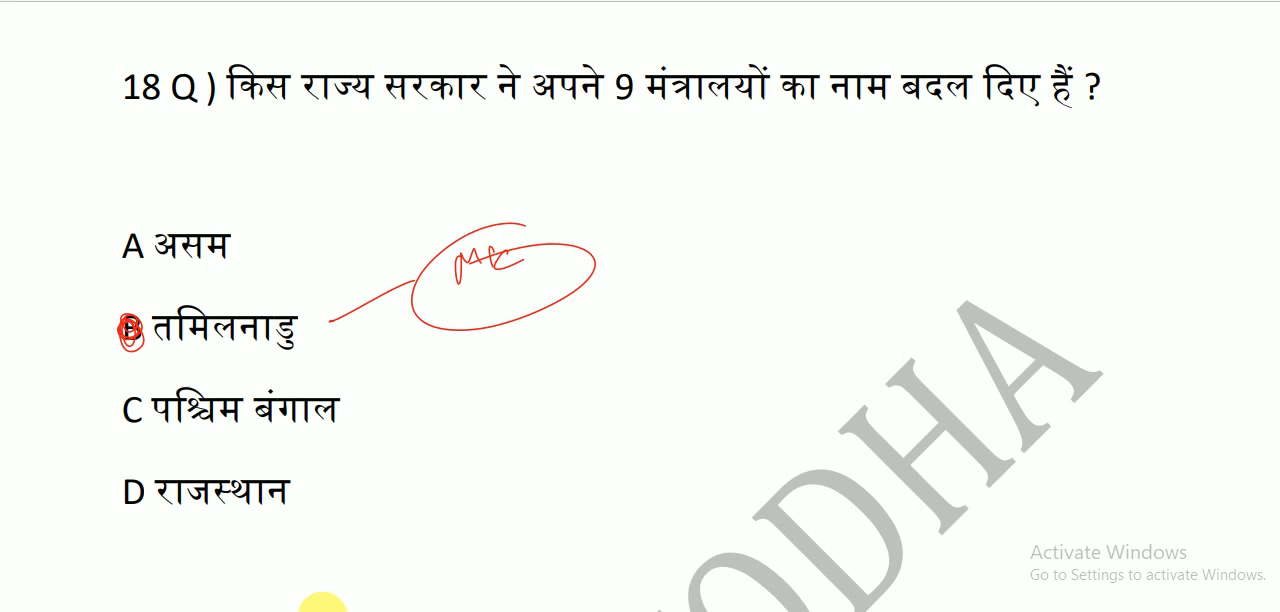 18 Q ) किस राज्य सरकार ने अपने 9 मंत्रालयों का नाम बदल दिए हैं ?
A असम
B तमिलनाडु
C पश्चिम बंगाल
D राजस्थान
ODHA
Activate Windows
Go to Settings to activate Windows.